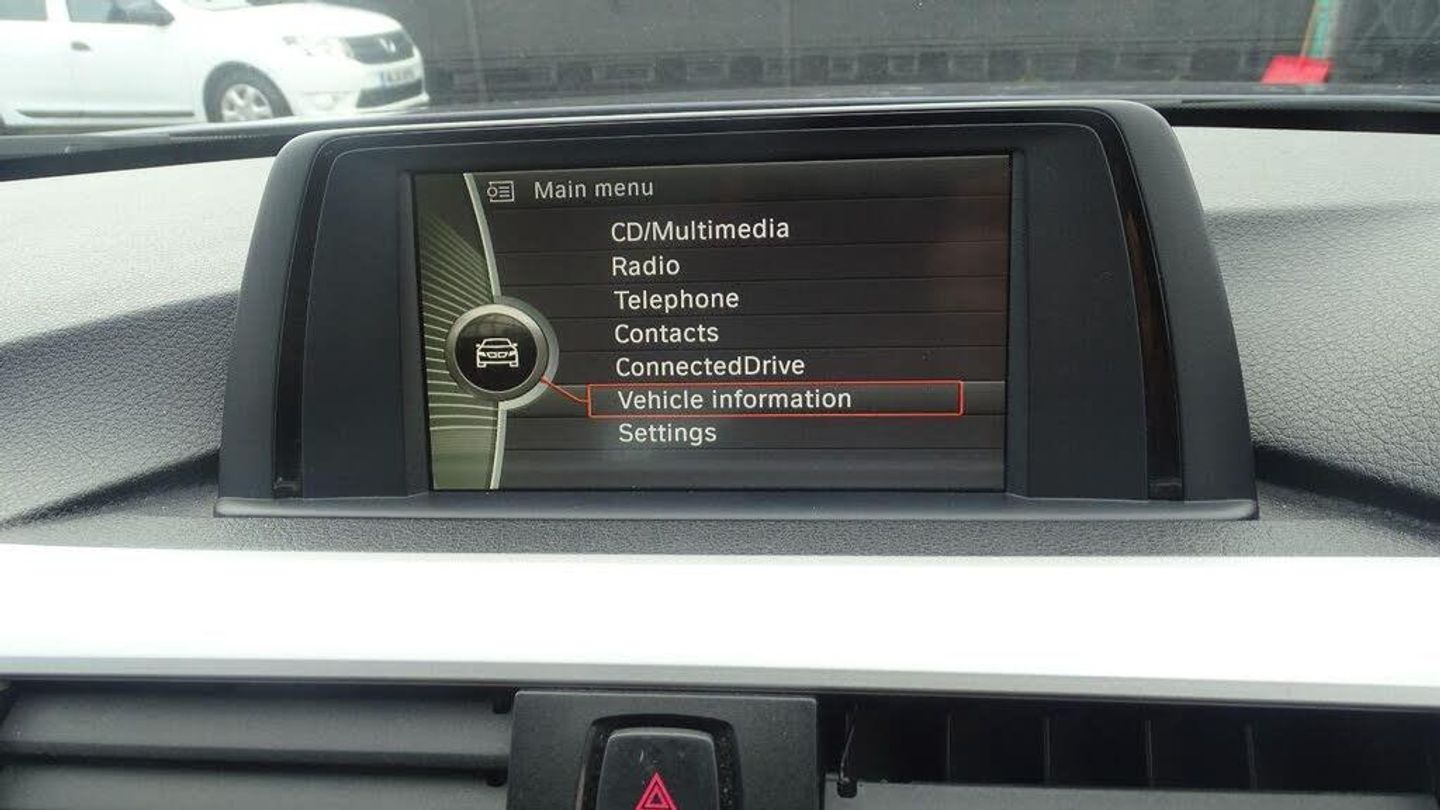 Main menu
CD/Multimedia
Radio
Telephone
Contacts
ConnectedDrive
Vehicle information
Settings